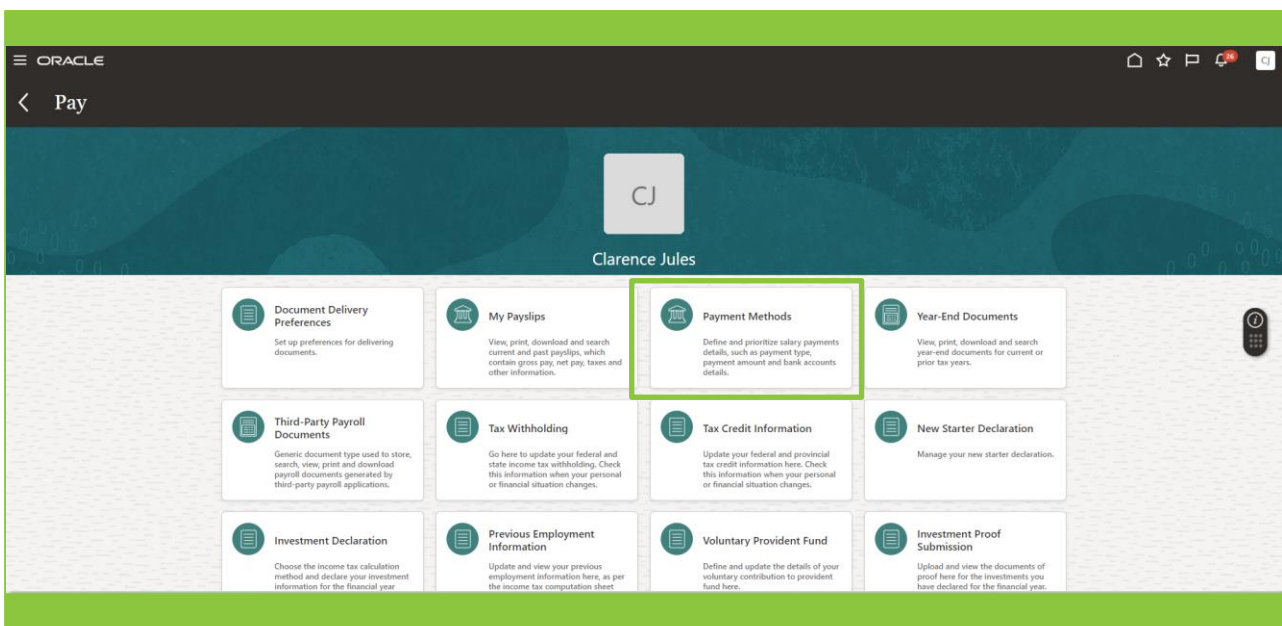 ORACLE
26
CJ
Pay
CJ
Clarence Jules
Document Delivery
Preferences
Set up preferences for delivering
documents.
My Payslips
View, print, download and search
current and past payslips, which
contain gross pay, net pay, taxes and
other information.
Payment Methods
Define and prioritize salary payments
details, such as payment type,
payment amount and bank accounts
details.
Year-End Documents
View, print, download and search
year-end documents for current or
prior tax years.
Third-Party Payroll
Documents
Generic document type used to store,
search, view, print and download
payroll documents generated by
third-party payroll applications.
Tax Withholding
Go here to update your federal and
state income tax withholding. Check
this information when your personal
or financial situation changes.
Tax Credit Information
Update your federal and provincial
tax credit information here. Check
this information when your personal
or financial situation changes.
New Starter Declaration
Manage your new starter declaration.
Investment Declaration
Choose the income tax calculation
method and declare your investment
information for the financial year
Previous Employment
Information
Update and view your previous
employment information here, as per
the income tax computation sheet
Voluntary Provident Fund
Define and update the details of your
voluntary contribution to provident
fund here.
Investment Proof
Submission
Upload and view the documents of
proof here for the investments you
have declared for the financial year.